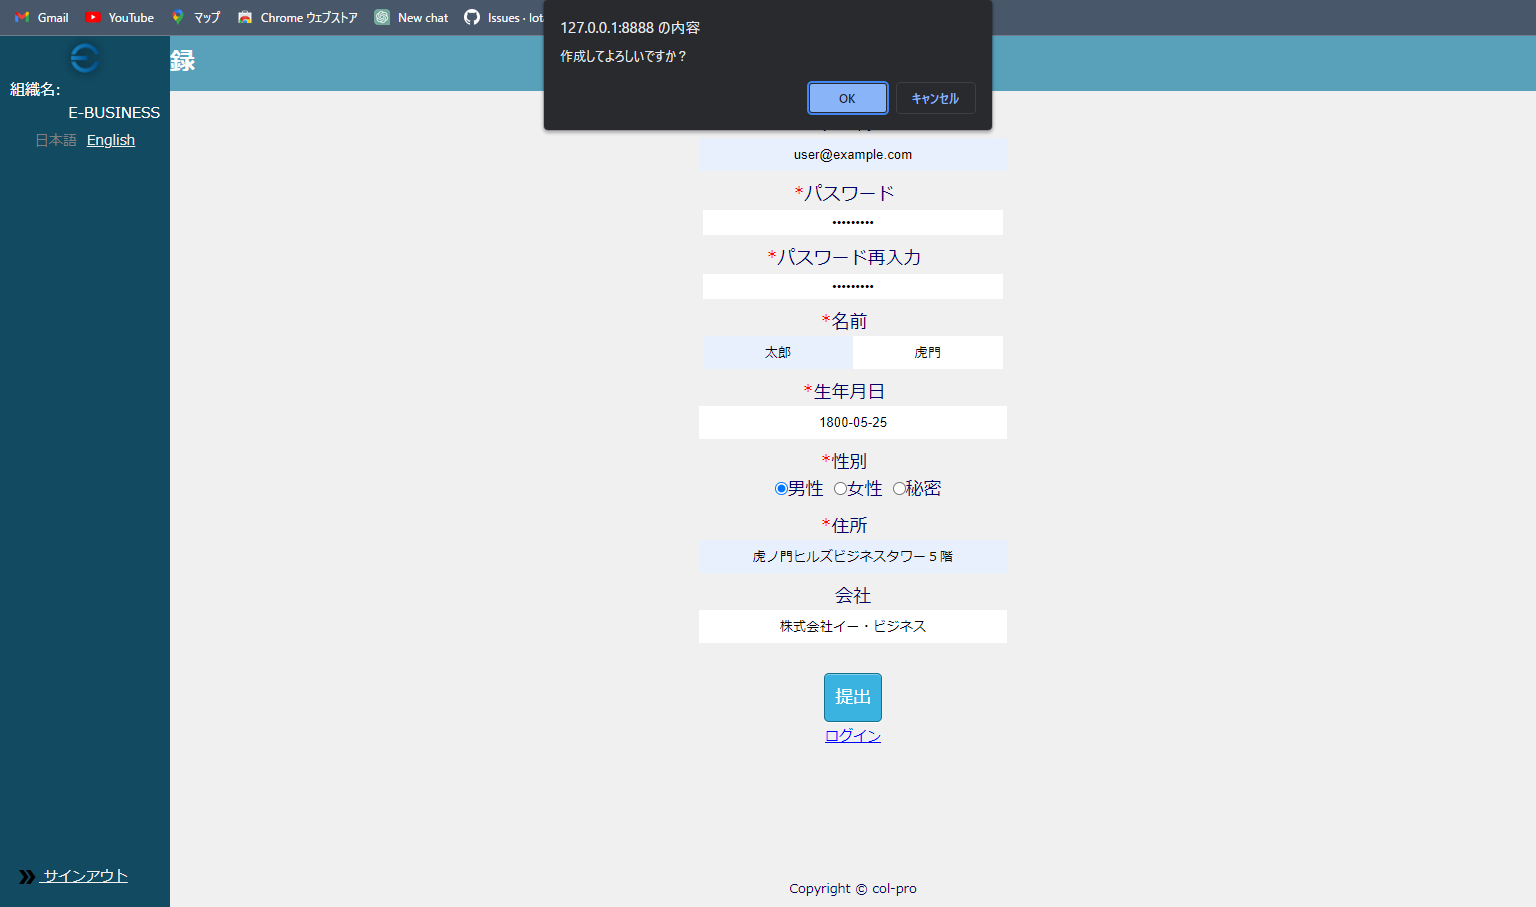 Gmail YouTube マップ Chrome ウェブストア New chat Issues · lot
127.0.0.1:8888 の内容
作成してよろしいですか？
OK キャンセル
組織名:
E-BUSINESS
日本語 English
録
user@example.com
*パスワード
•••••••••
*パスワード再入力
•••••••••
*名前
太郎 虎門
*生年月日
1800-05-25
*性別
男性 女性 秘密
*住所
虎ノ門ヒルズビジネスタワー５階
会社
株式会社イー・ビジネス
提出
ログイン
サインアウト
Copyright © col-pro